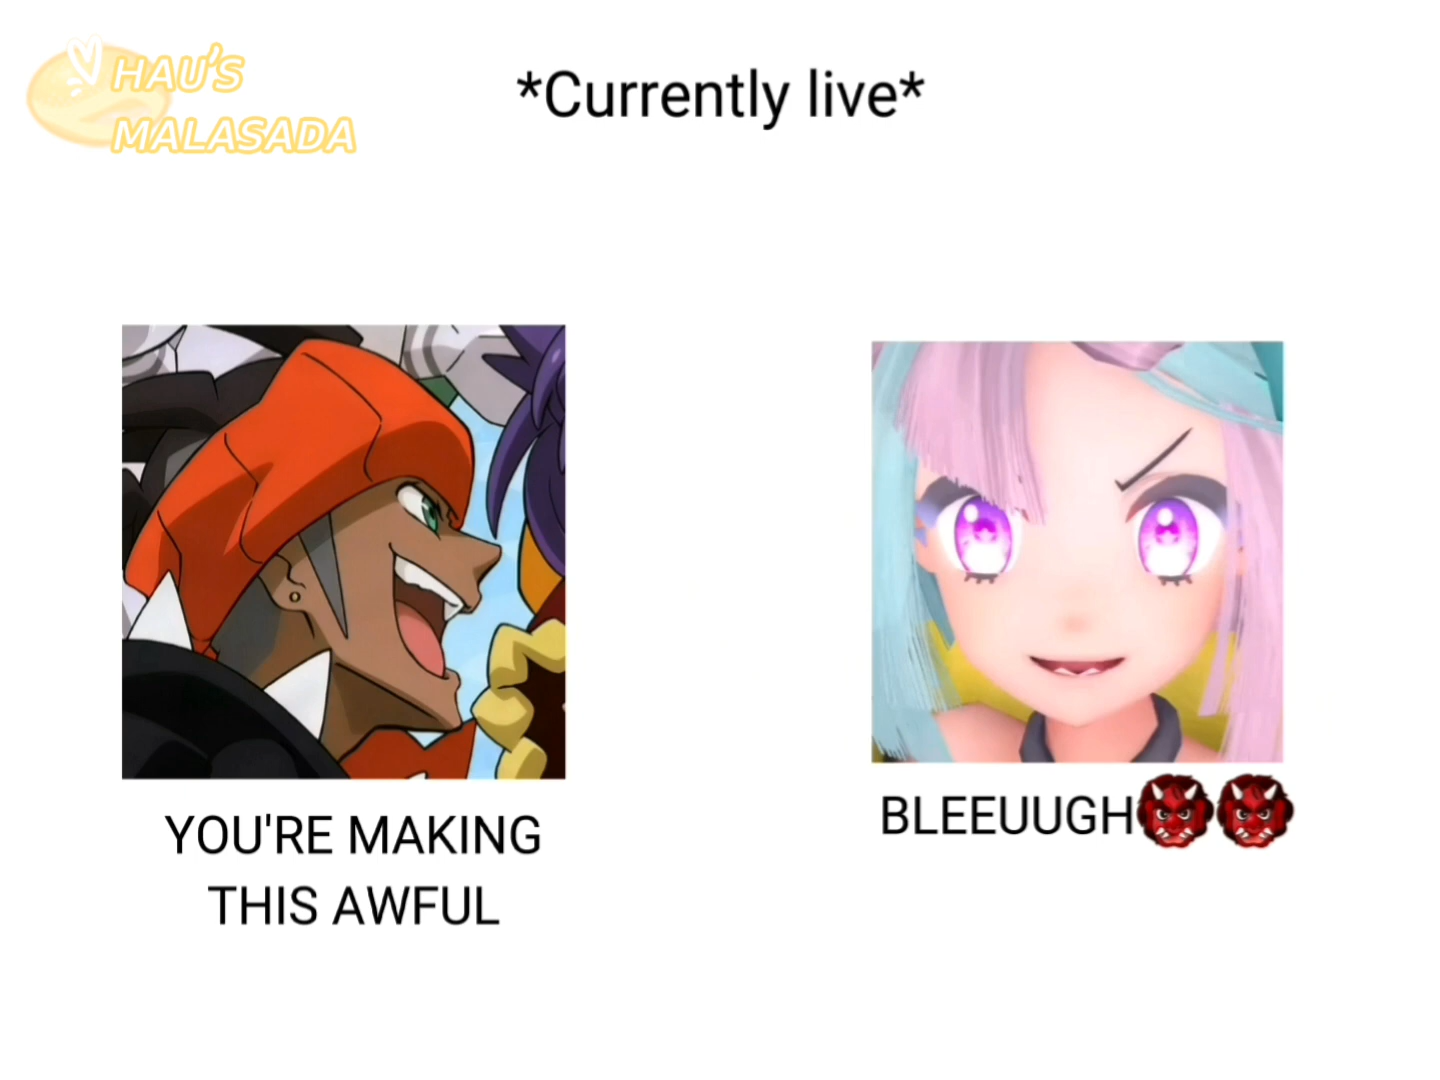 HAU'S
MALASADA
*Currently live*
YOU'RE MAKING
THIS AWFUL
BLEEUUGH👹👹